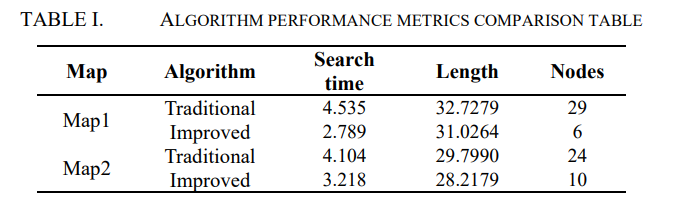 TABLE I. ALGORITHM PERFORMANCE METRICS COMPARISON TABLE
Map Algorithm Search time Length Nodes
Map1 Traditional 4.535 32.7279 29
Improved 2.789 31.0264 6
Map2 Traditional 4.104 29.7990 24
Improved 3.218 28.2179 10